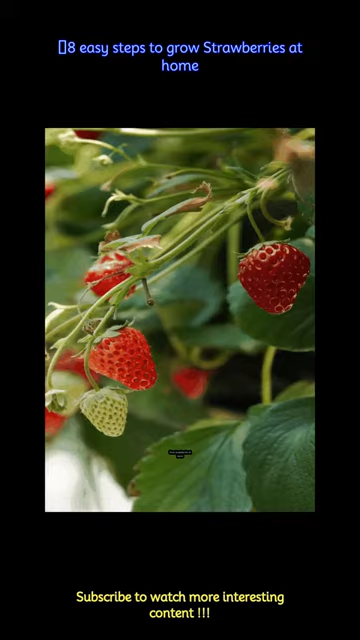 8 easy steps to grow Strawberries at
home
Subscribe to watch more interesting
content !!!